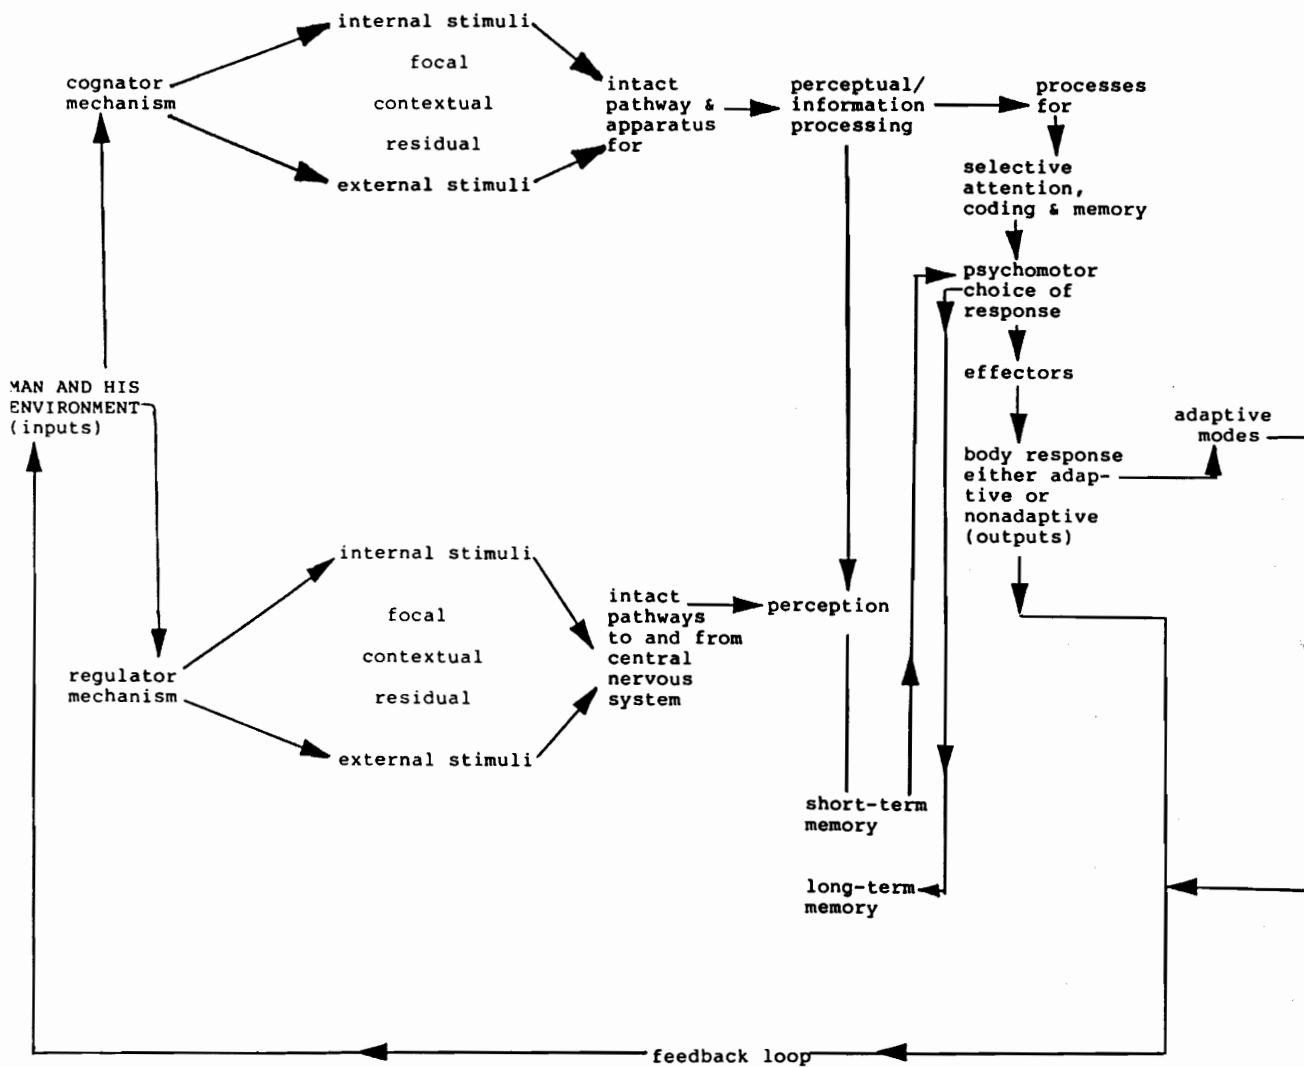 internal stimuli
focal
contextual
residual
external stimuli
cognator
mechanism
intact
pathway &
apparatus
for
perceptual/
information
processing
processes
for
selective
attention,
coding & memory
psychomotor
choice of
response
effectors
body response
either adap-
tive or
nonadaptive
(outputs)
adaptive
modes
MAN AND HIS
ENVIRONMENT
(inputs)
regulator
mechanism
internal stimuli
focal
contextual
residual
external stimuli
intact
pathways
to and from
central
nervous
system
perception
short-term
memory
long-term
memory
feedback loop